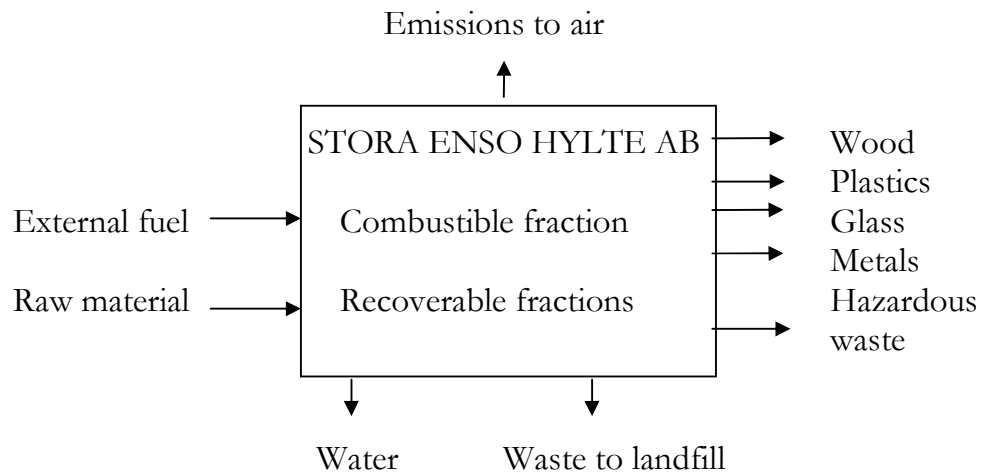 Emissions to air
STORA ENSO HYLTE AB
Wood
Plastics
External fuel
Combustible fraction
Glass
Metals
Raw material
Recoverable fractions
Hazardous
waste
Water
Waste to landfill